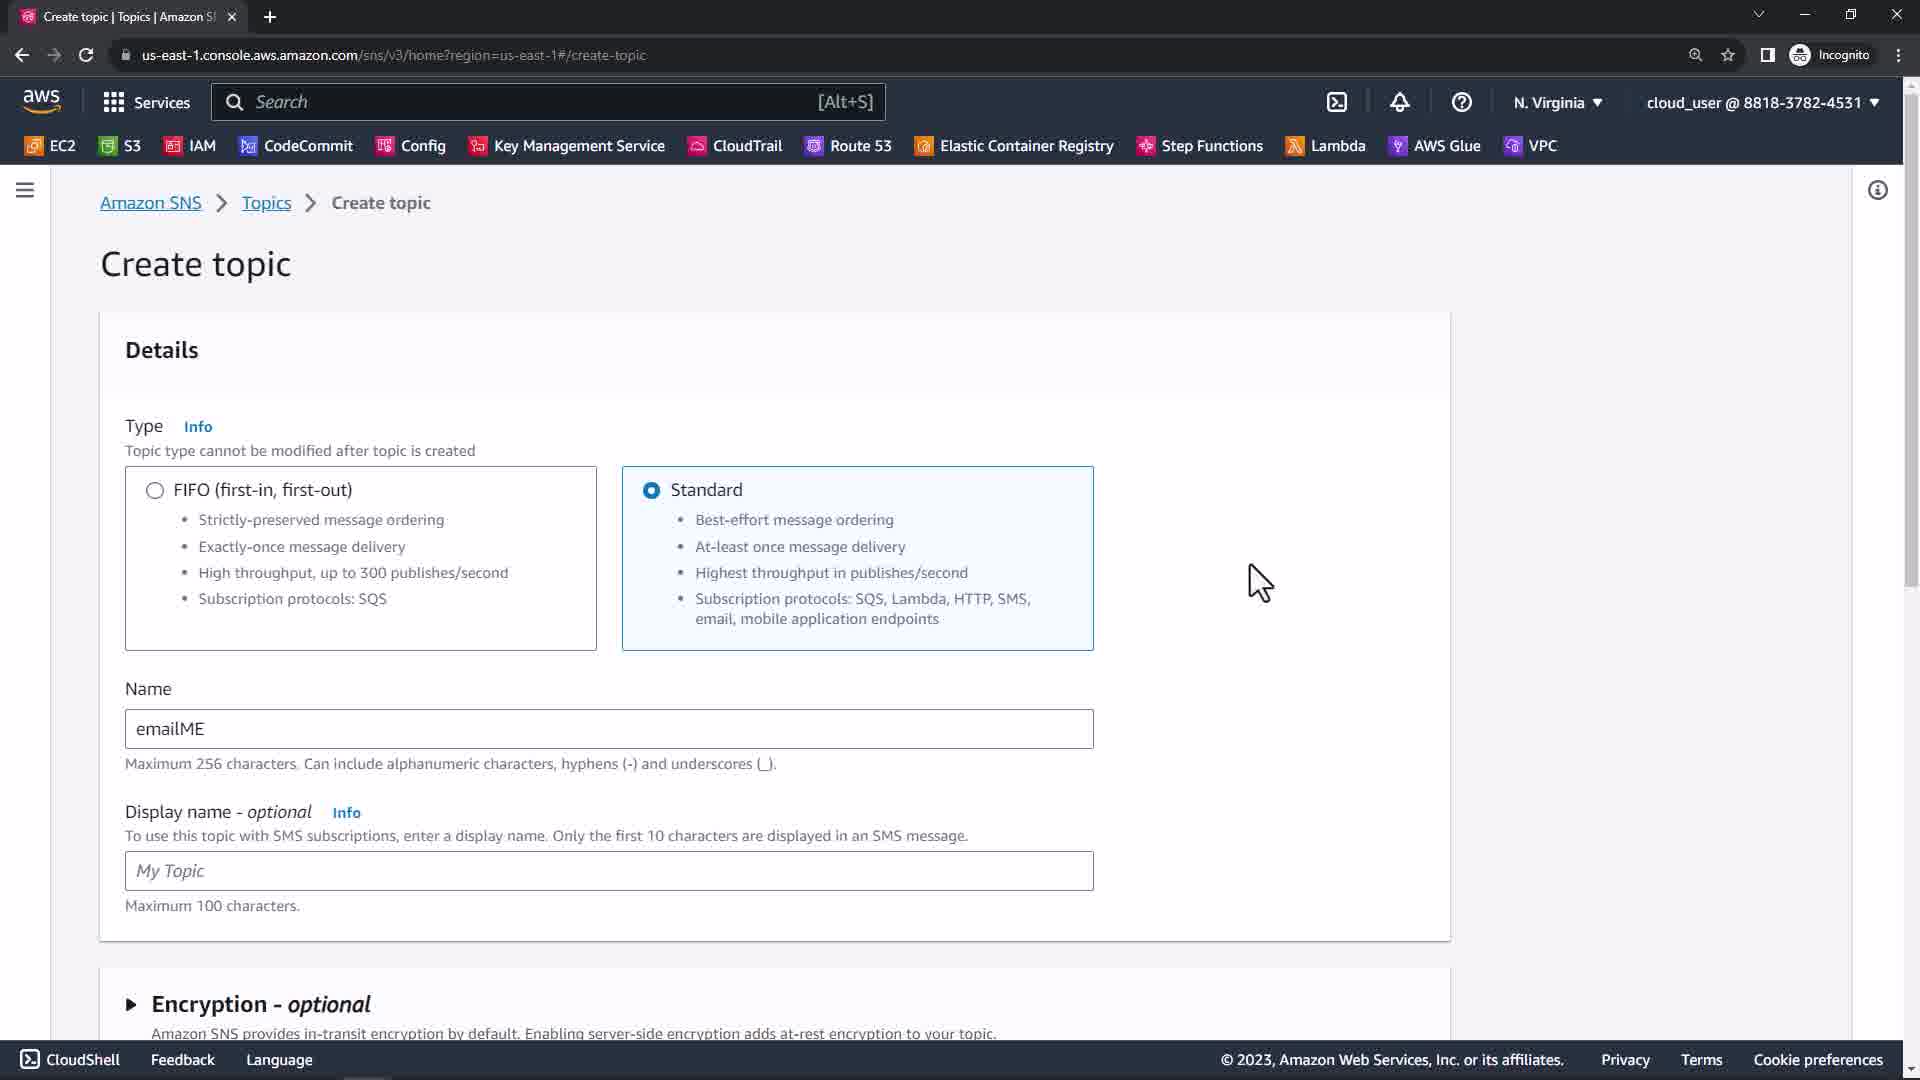 Create topic | Topics | Amazon S
us-east-1.console.aws.amazon.com/sns/v3/home?region=us-east-1#/create-topic
Incognito
aws
Services
Search
[Alt+S]
N. Virginia
cloud_user @ 8818-3782-4531
EC2
S3
IAM
CodeCommit
Config
Key Management Service
CloudTrail
Route 53
Elastic Container Registry
Step Functions
Lambda
AWS Glue
VPC
Amazon SNS > Topics > Create topic
Create topic
Details
Type Info
Topic type cannot be modified after topic is created
FIFO (first-in, first-out)
• Strictly-preserved message ordering
• Exactly-once message delivery
• High throughput, up to 300 publishes/second
• Subscription protocols: SQS
Standard
• Best-effort message ordering
• At-least once message delivery
• Highest throughput in publishes/second
• Subscription protocols: SQS, Lambda, HTTP, SMS,
email, mobile application endpoints
Name
emailME
Maximum 256 characters. Can include alphanumeric characters, hyphens (-) and underscores (_).
Display name - optional Info
To use this topic with SMS subscriptions, enter a display name. Only the first 10 characters are displayed in an SMS message.
My Topic
Maximum 100 characters.
Encryption - optional
Amazon SNS provides in-transit encryption by default. Enabling server-side encryption adds at-rest encryption to your topic.
CloudShell
Feedback
Language
© 2023, Amazon Web Services, Inc. or its affiliates.
Privacy
Terms
Cookie preferences